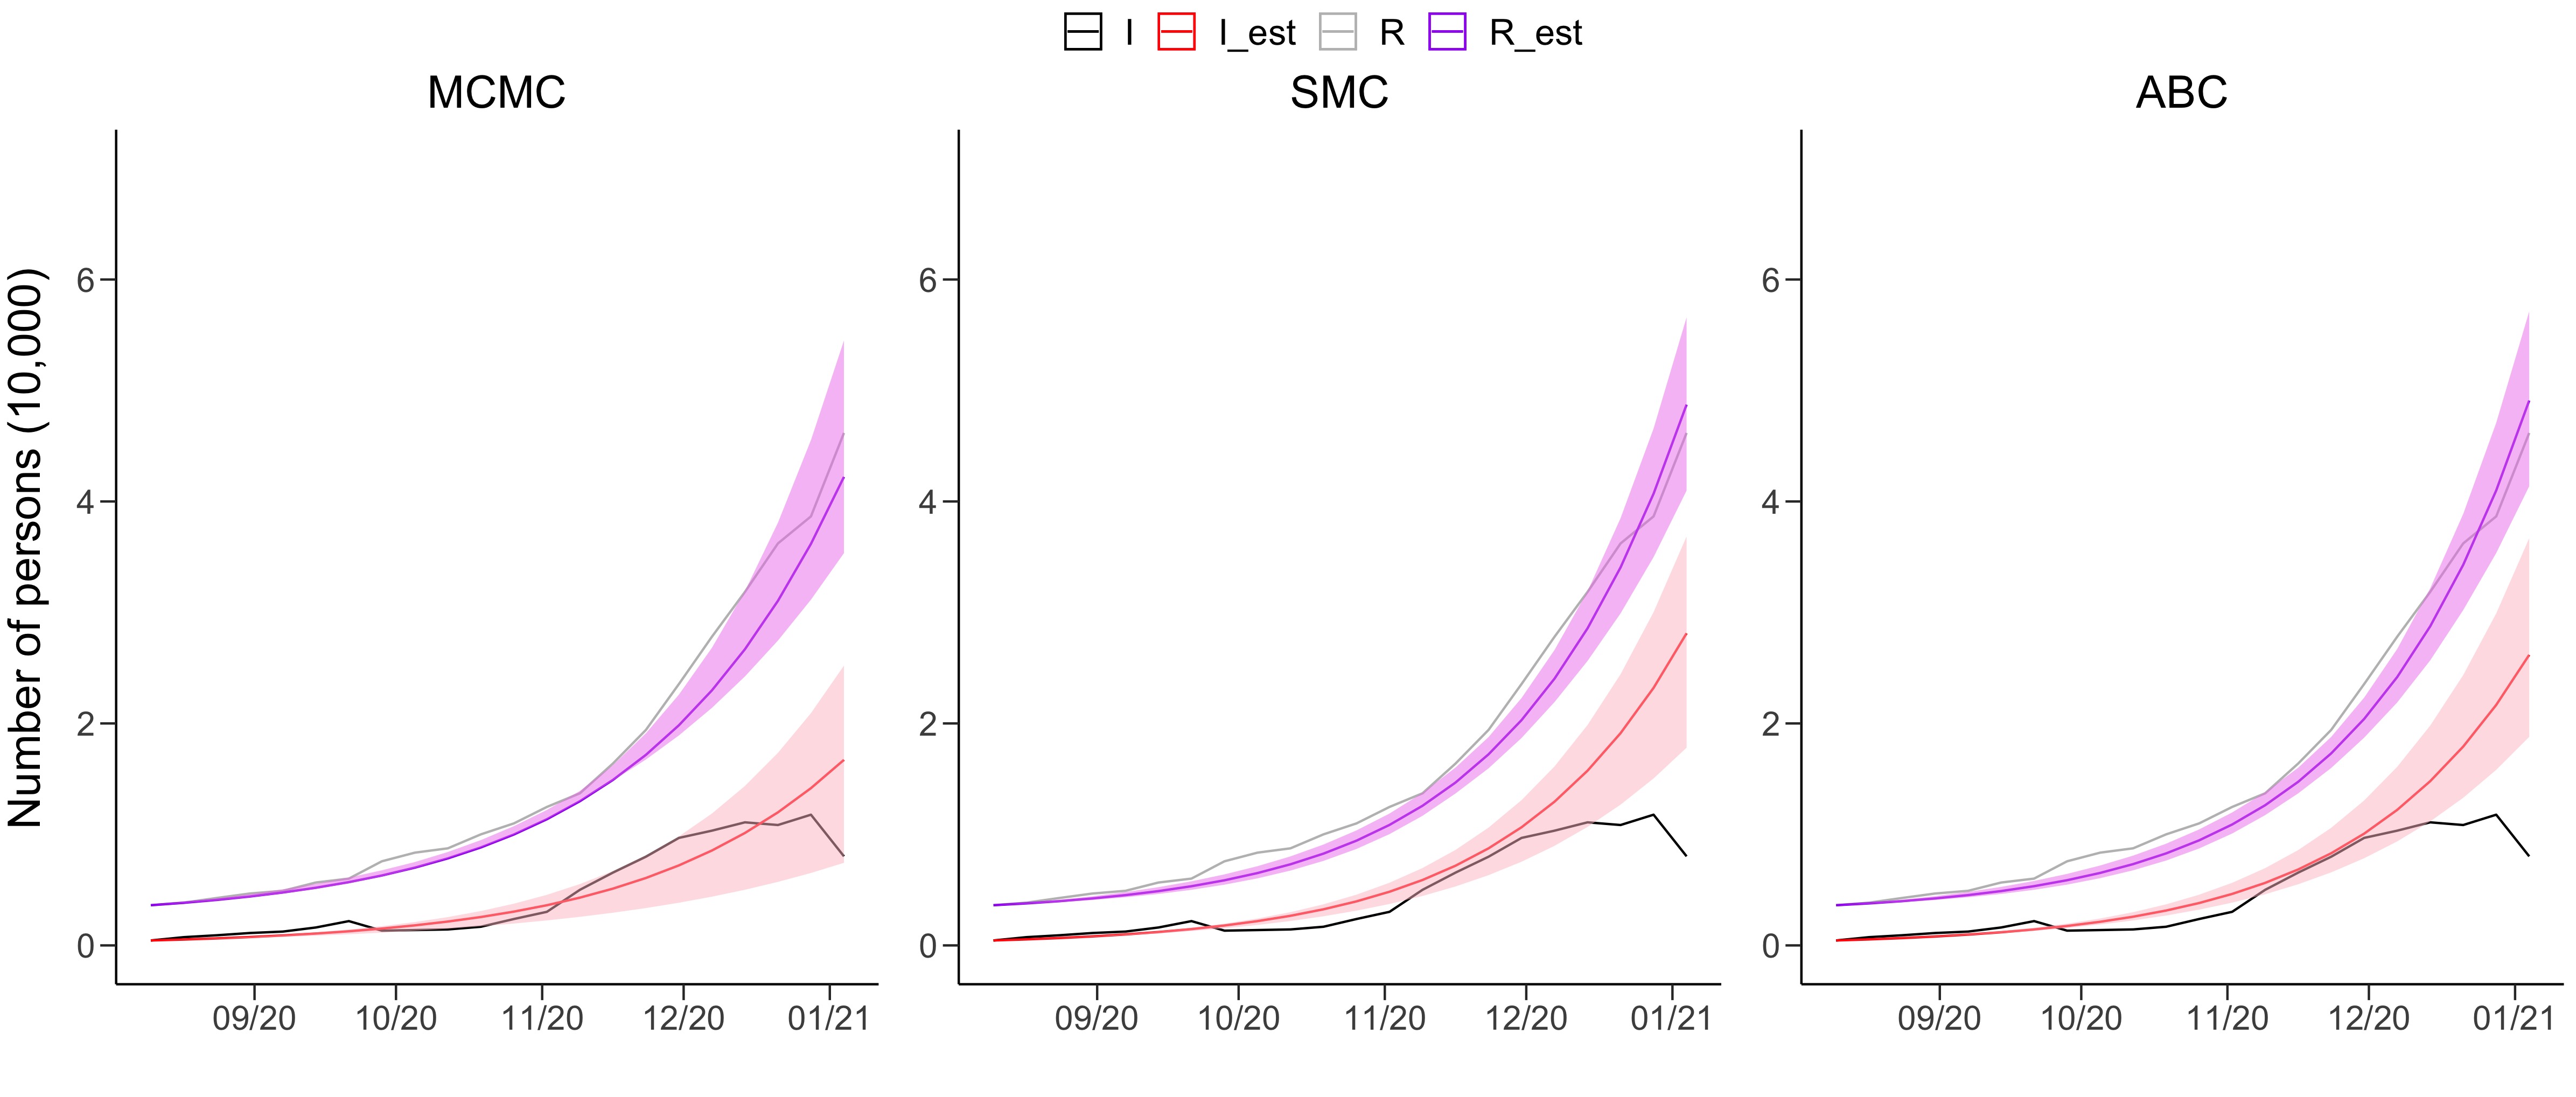 I I_est R R_est
MCMC SMC ABC
Number of persons (10,000)
6 6 6
4 4 4
2 2 2
0 0 0
09/20 10/20 11/20 12/20 01/21 09/20 10/20 11/20 12/20 01/21 09/20 10/20 11/20 12/20 01/21